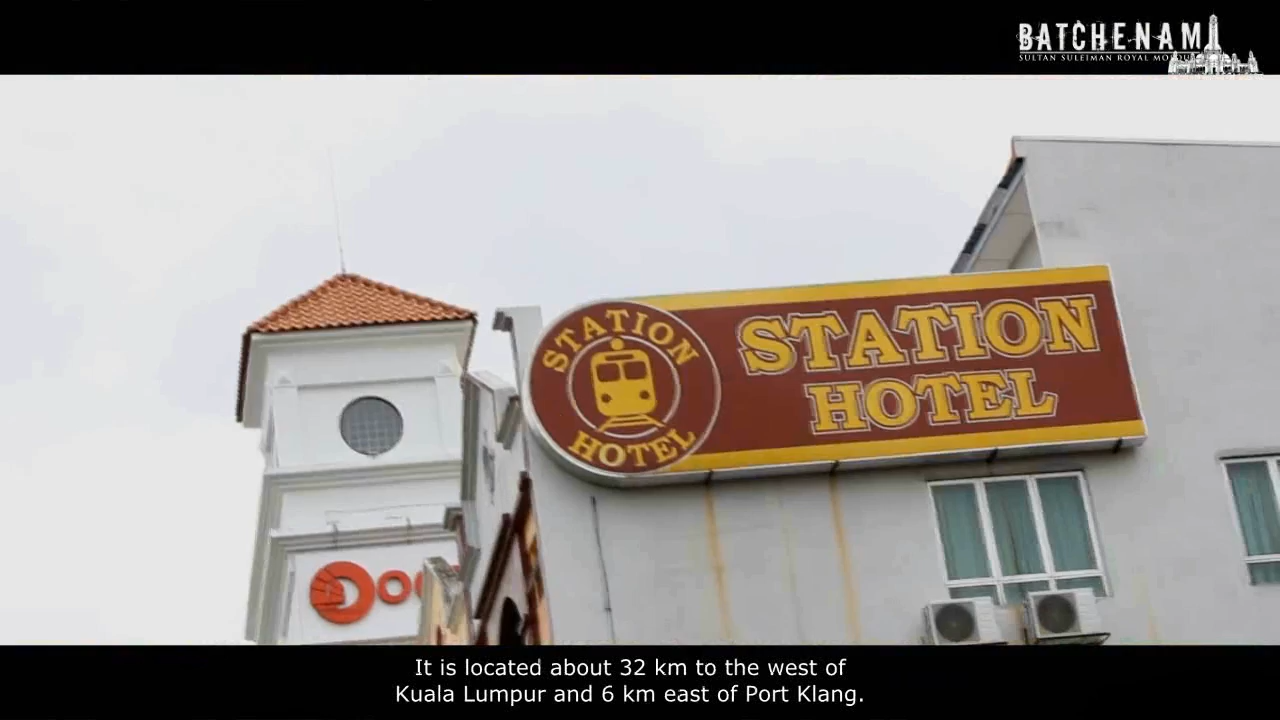 BATCHENAM
SULTAN SULEIMAN ROYAL
STATION
HOTEL
STATION
HOTEL
It is located about 32 km to the west of
Kuala Lumpur and 6 km east of Port Klang.